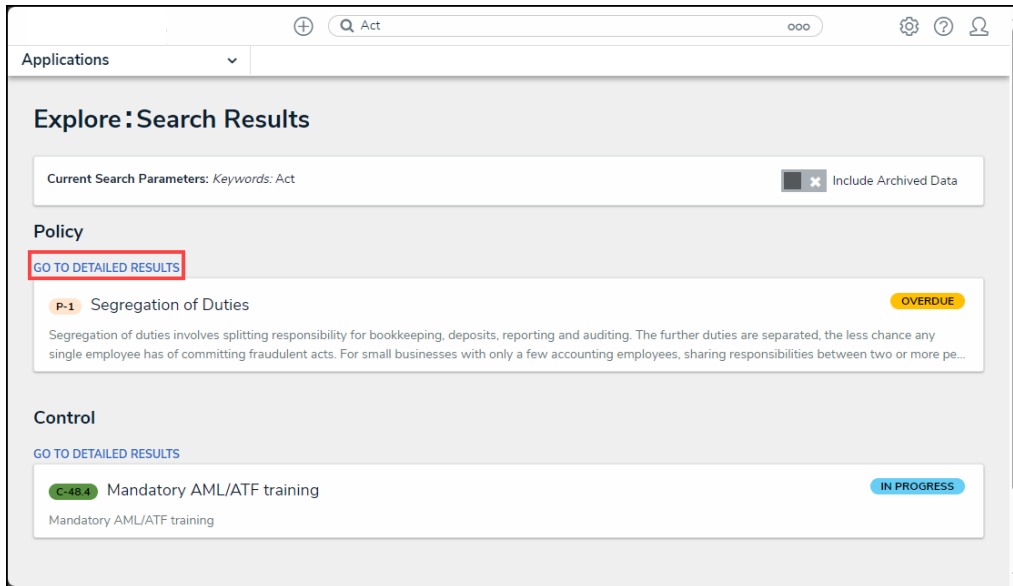 Act
Applications
Explore:Search Results
Current Search Parameters: Keywords: Act
Include Archived Data
Policy
GO TO DETAILED RESULTS
P-1 Segregation of Duties OVERDUE
Segregation of duties involves splitting responsibility for bookkeeping, deposits, reporting and auditing. The further duties are separated, the less chance any
single employee has of committing fraudulent acts. For small businesses with only a few accounting employees, sharing responsibilities between two or more pe...
Control
GO TO DETAILED RESULTS
C-48.4 Mandatory AML/ATF training IN PROGRESS
Mandatory AML/ATF training